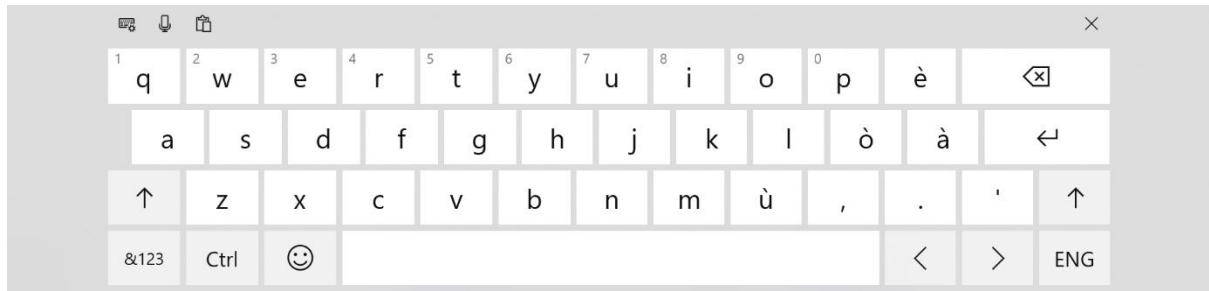 1 q 2 w 3 e 4 r 5 t 6 y 7 u 8 i 9 o 0 p è
a s d f g h j k l ò à
z x c v b n m ù , . '
&123 Ctrl ENG